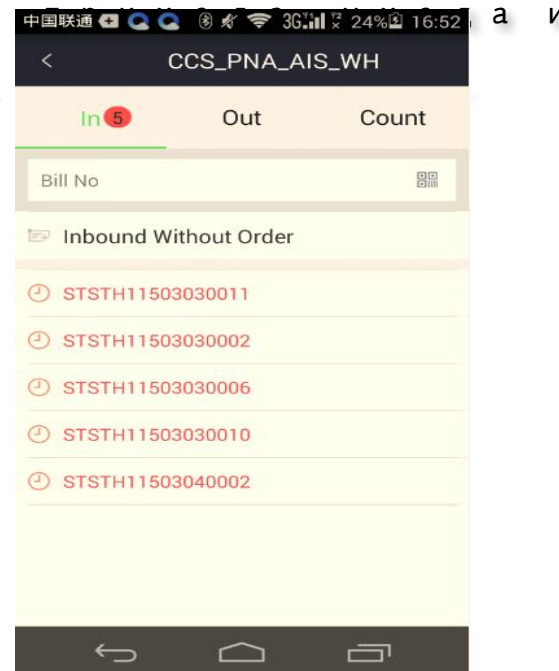 中国联通 3G 24% 16:52
а и
< CCS_PNA_AIS_WH
In 5 Out Count
Bill No
Inbound Without Order
STSTH11503030011
STSTH11503030002
STSTH11503030006
STSTH11503030010
STSTH11503040002